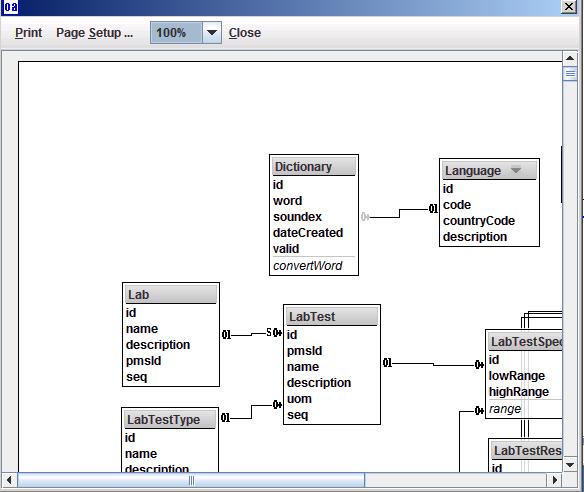 oa
Print Page Setup ... 100% Close
Dictionary
id
word
soundex
dateCreated
valid
convertWord
0+
01
Language
id
code
countryCode
description
Lab
id
name
description
pmsId
seq
01
S0+
LabTest
id
pmsId
name
description
uom
seq
01
0+
LabTestSpec
id
lowRange
highRange
range
0+
LabTestType
id
name
description
01
0+
LabTestRes
id